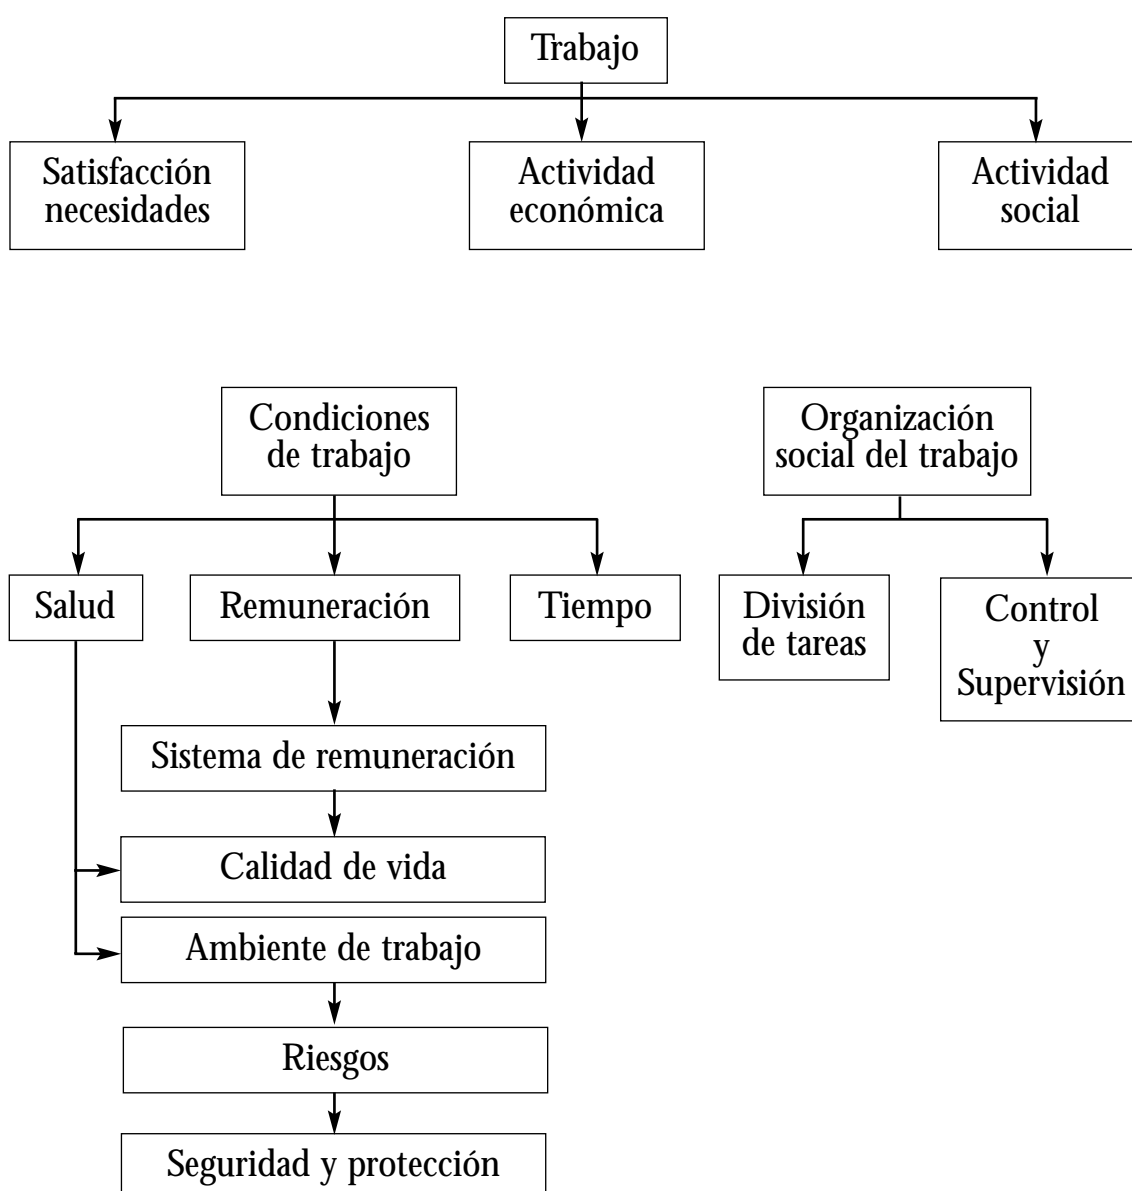 Trabajo
Satisfacción
necesidades
Actividad
económica
Actividad
social
Condiciones
de trabajo
Organización
social del trabajo
Salud
Remuneración
Tiempo
División
de tareas
Control
y
Supervisión
Sistema de remuneración
Calidad de vida
Ambiente de trabajo
Riesgos
Seguridad y protección